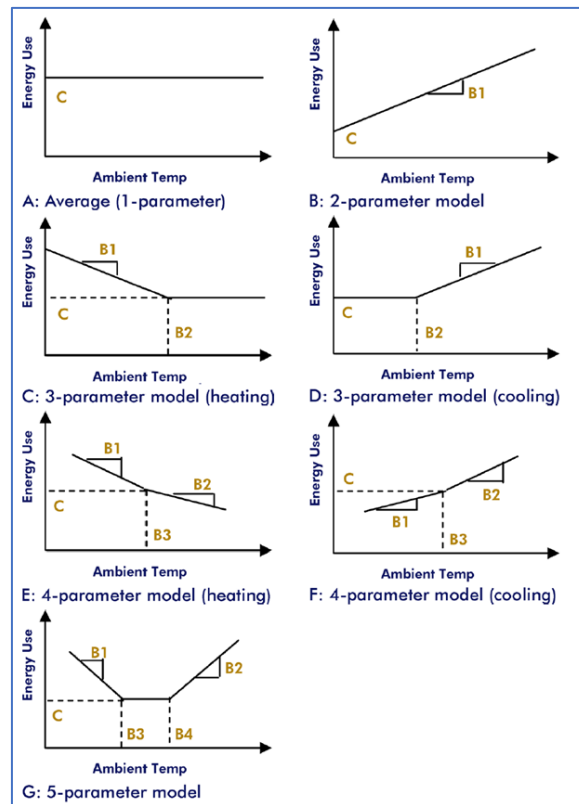 Energy Use
C
Ambient Temp
A: Average (1-parameter)
Energy Use
B1
C
Ambient Temp
B: 2-parameter model
Energy Use
B1
C
B2
Ambient Temp
C: 3-parameter model (heating)
Energy Use
B1
C
B2
Ambient Temp
D: 3-parameter model (cooling)
Energy Use
B1
B2
C
B3
Ambient Temp
E: 4-parameter model (heating)
Energy Use
C
B2
B1
B3
Ambient Temp
F: 4-parameter model (cooling)
Energy Use
B1
B2
C
B3
B4
Ambient Temp
G: 5-parameter model